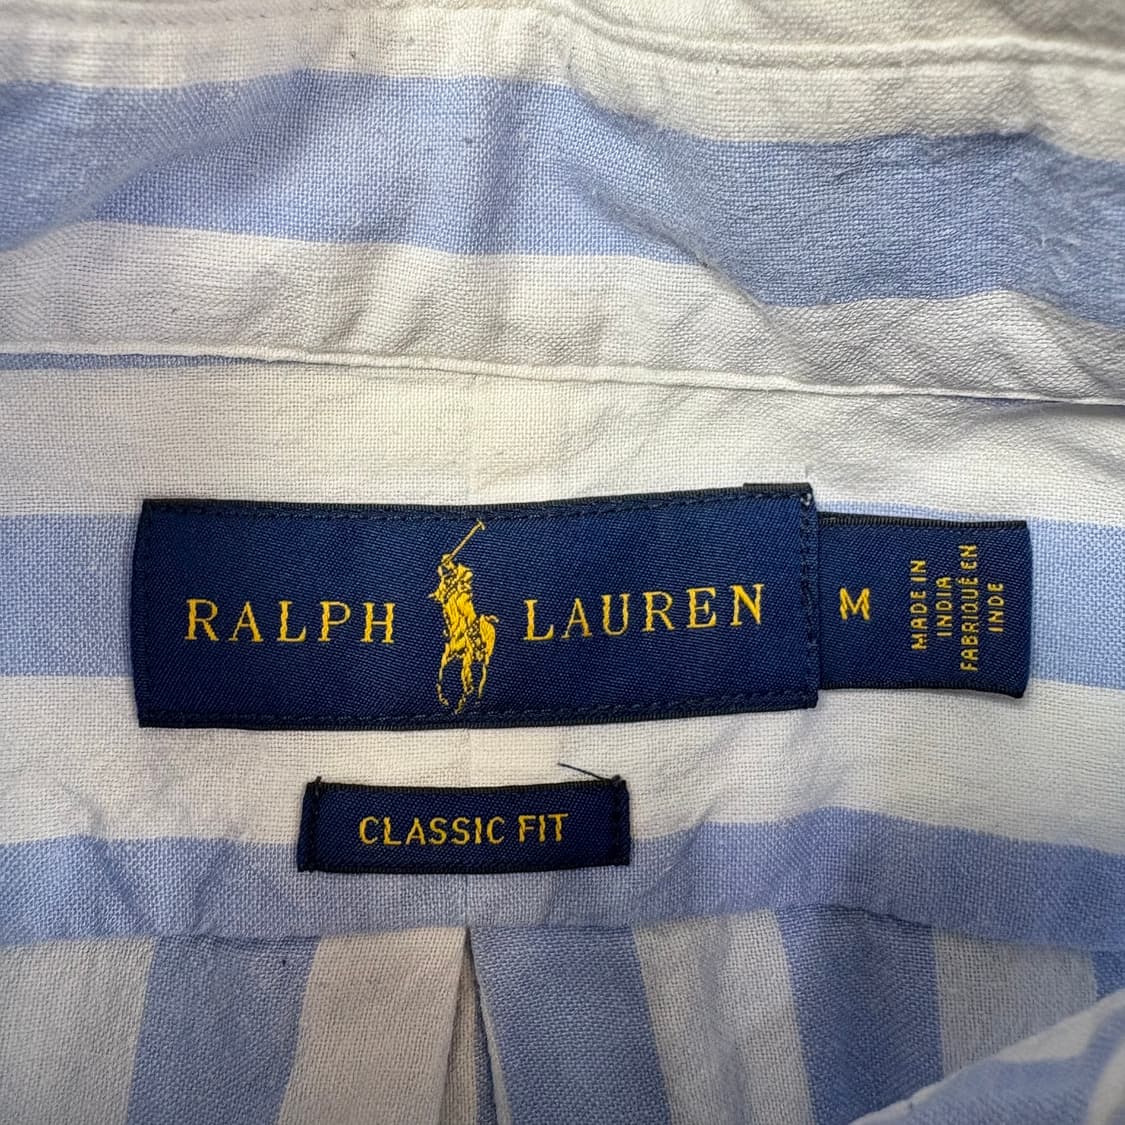 RALPH LAUREN
M
MADE IN
INDIA
FABRIQUÉ EN
INDE
CLASSIC FIT